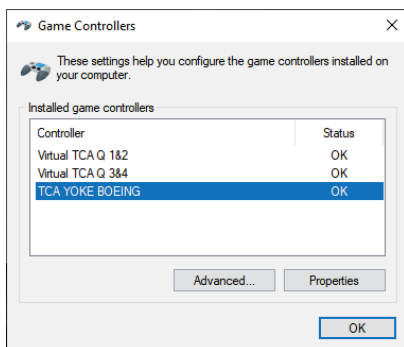 Game Controllers
These settings help you configure the game controllers installed on
your computer.
Installed game controllers
Controller Status
Virtual TCA Q 1&2 OK
Virtual TCA Q 3&4 OK
TCA YOKE BOEING OK
Advanced... Properties
OK